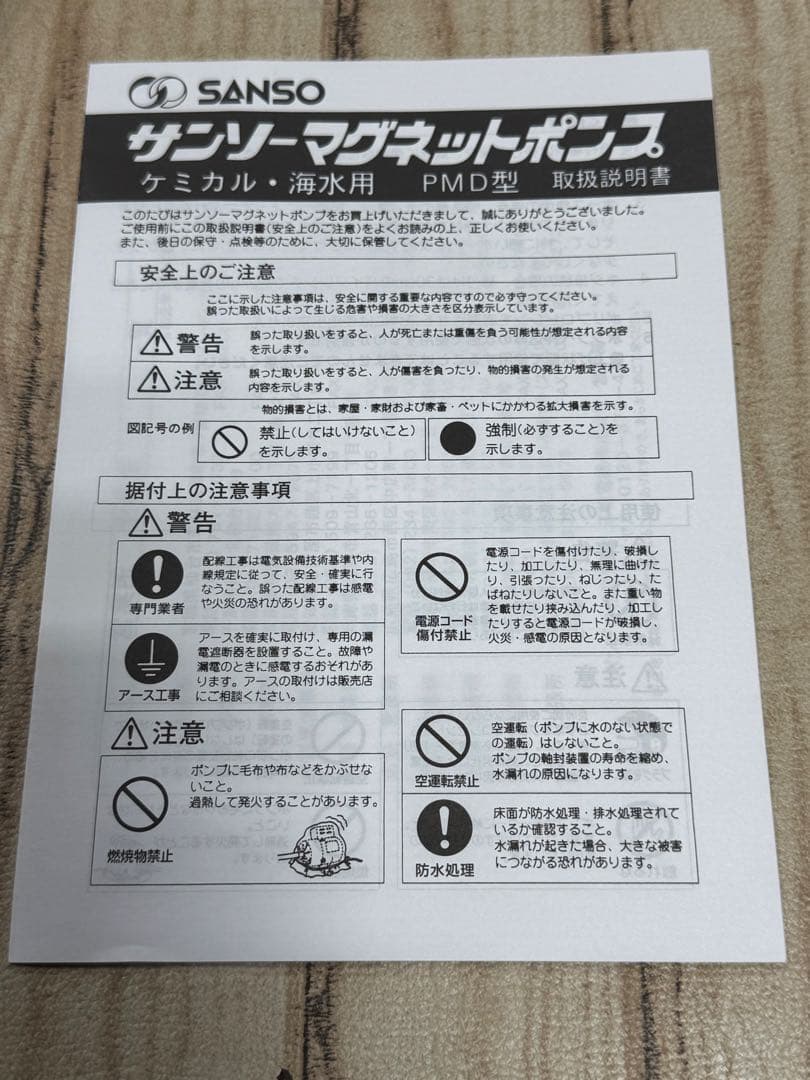 SANSO
サンソーマグネットポンプ
ケミカル・海水用 PMD型 取扱説明書
このたびはサンソーマグネットポンプをお買上げいただきまして、誠にありがとうございました。
ご使用前にこの取扱説明書(安全上のご注意)をよくお読みの上、正しくお使いください。
また、後日の保守・点検等のために、大切に保管してください。
安全上のご注意
ここに示した注意事項は、安全に関する重要な内容ですので必ず守ってください。
誤った取扱いによって生じる危害や損害の大きさを区分表示しています。
警告
誤った取り扱いをすると、人が死亡または重傷を負う可能性が想定される内容
を示します。
注意
誤った取り扱いをすると、人が傷害を負ったり、物的損害の発生が想定される
内容を示します。
物的損害とは、家屋・家財および家畜・ペットにかかわる拡大損害を示す。
図記号の例
禁止(してはいけないこと)
を示します。
強制(必ずすること)を
示します。
据付上の注意事項
警告
専門業者
配線工事は電気設備技術基準や内
線規定に従って、安全・確実に行
なうこと。誤った配線工事は感電
や火災の恐れがあります。
アース工事
アースを確実に取付け、専用の漏
電遮断器を設置すること。故障や
漏電のときに感電するおそれがあ
ります。アースの取付けは販売店
にご相談ください。
電源コード
傷付禁止
電源コードを傷付けたり、破損し
たり、加工したり、無理に曲げた
り、引張ったり、ねじったり、た
ばねたりしないこと。また重い物
を載せたり挟み込んだり、加工し
たりすると電源コードが破損し、
火災・感電の原因となります。
注意
燃焼物禁止
ポンプに毛布や布などをかぶせな
いこと。
過熱して発火することがあります。
空運転禁止
空運転(ポンプに水のない状態で
の運転)はしないこと。
ポンプの軸封装置の寿命を縮め、
水漏れの原因になります。
防水処理
床面が防水処理・排水処理されて
いるか確認すること。
水漏れが起きた場合、大きな被害
につながる恐れがあります。